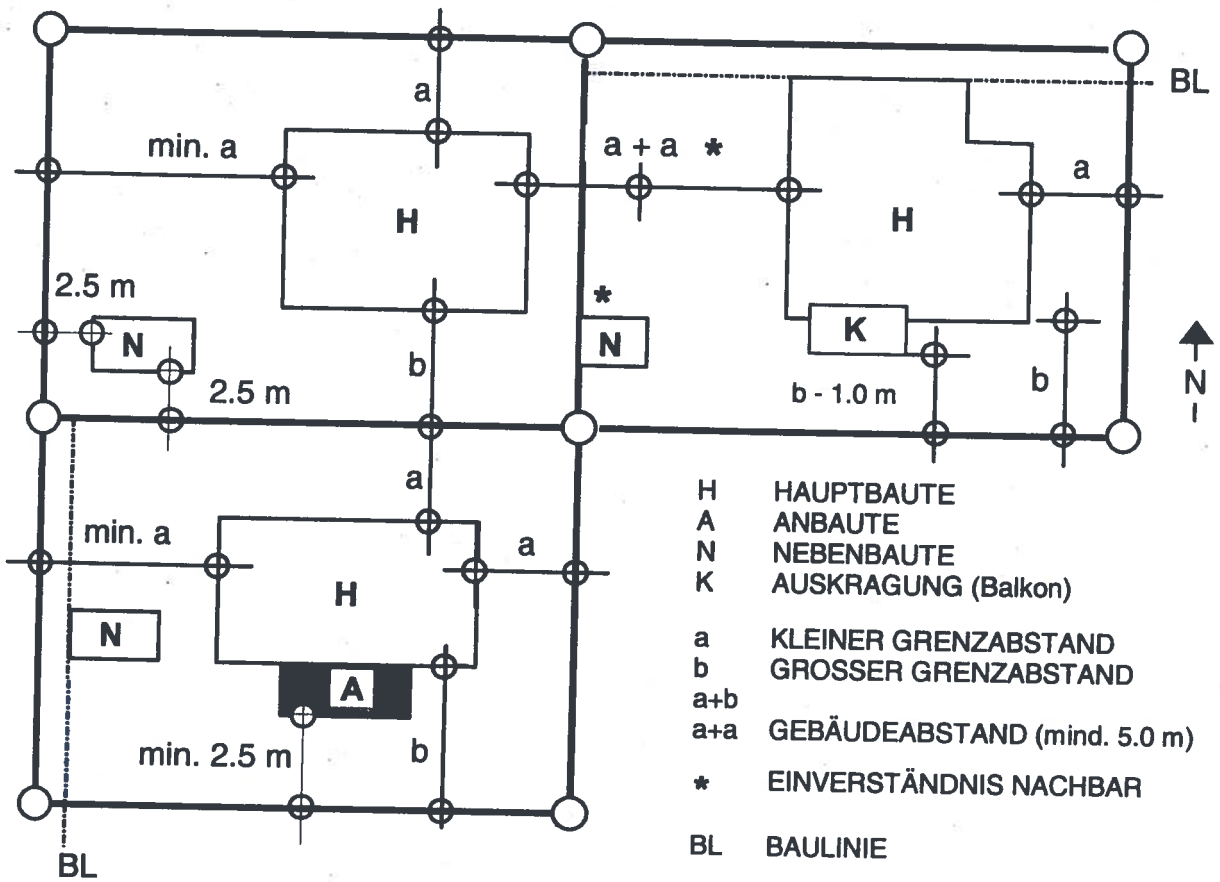 BL
a
min. a
a + a *
a
H
H
2.5 m
*
N
N
K
b
2.5 m
b - 1.0 m
b
N
a
min. a
a
H
N
A
min. 2.5 m
b
BL
H HAUPTBAUTE
A ANBAUTE
N NEBENBAUTE
K AUSKRAGUNG (Balkon)
a KLEINER GRENZABSTAND
b GROSSER GRENZABSTAND
a+b
a+a GEBÄUDEABSTAND (mind. 5.0 m)
* EINVERSTÄNDNIS NACHBAR
BL BAULINIE